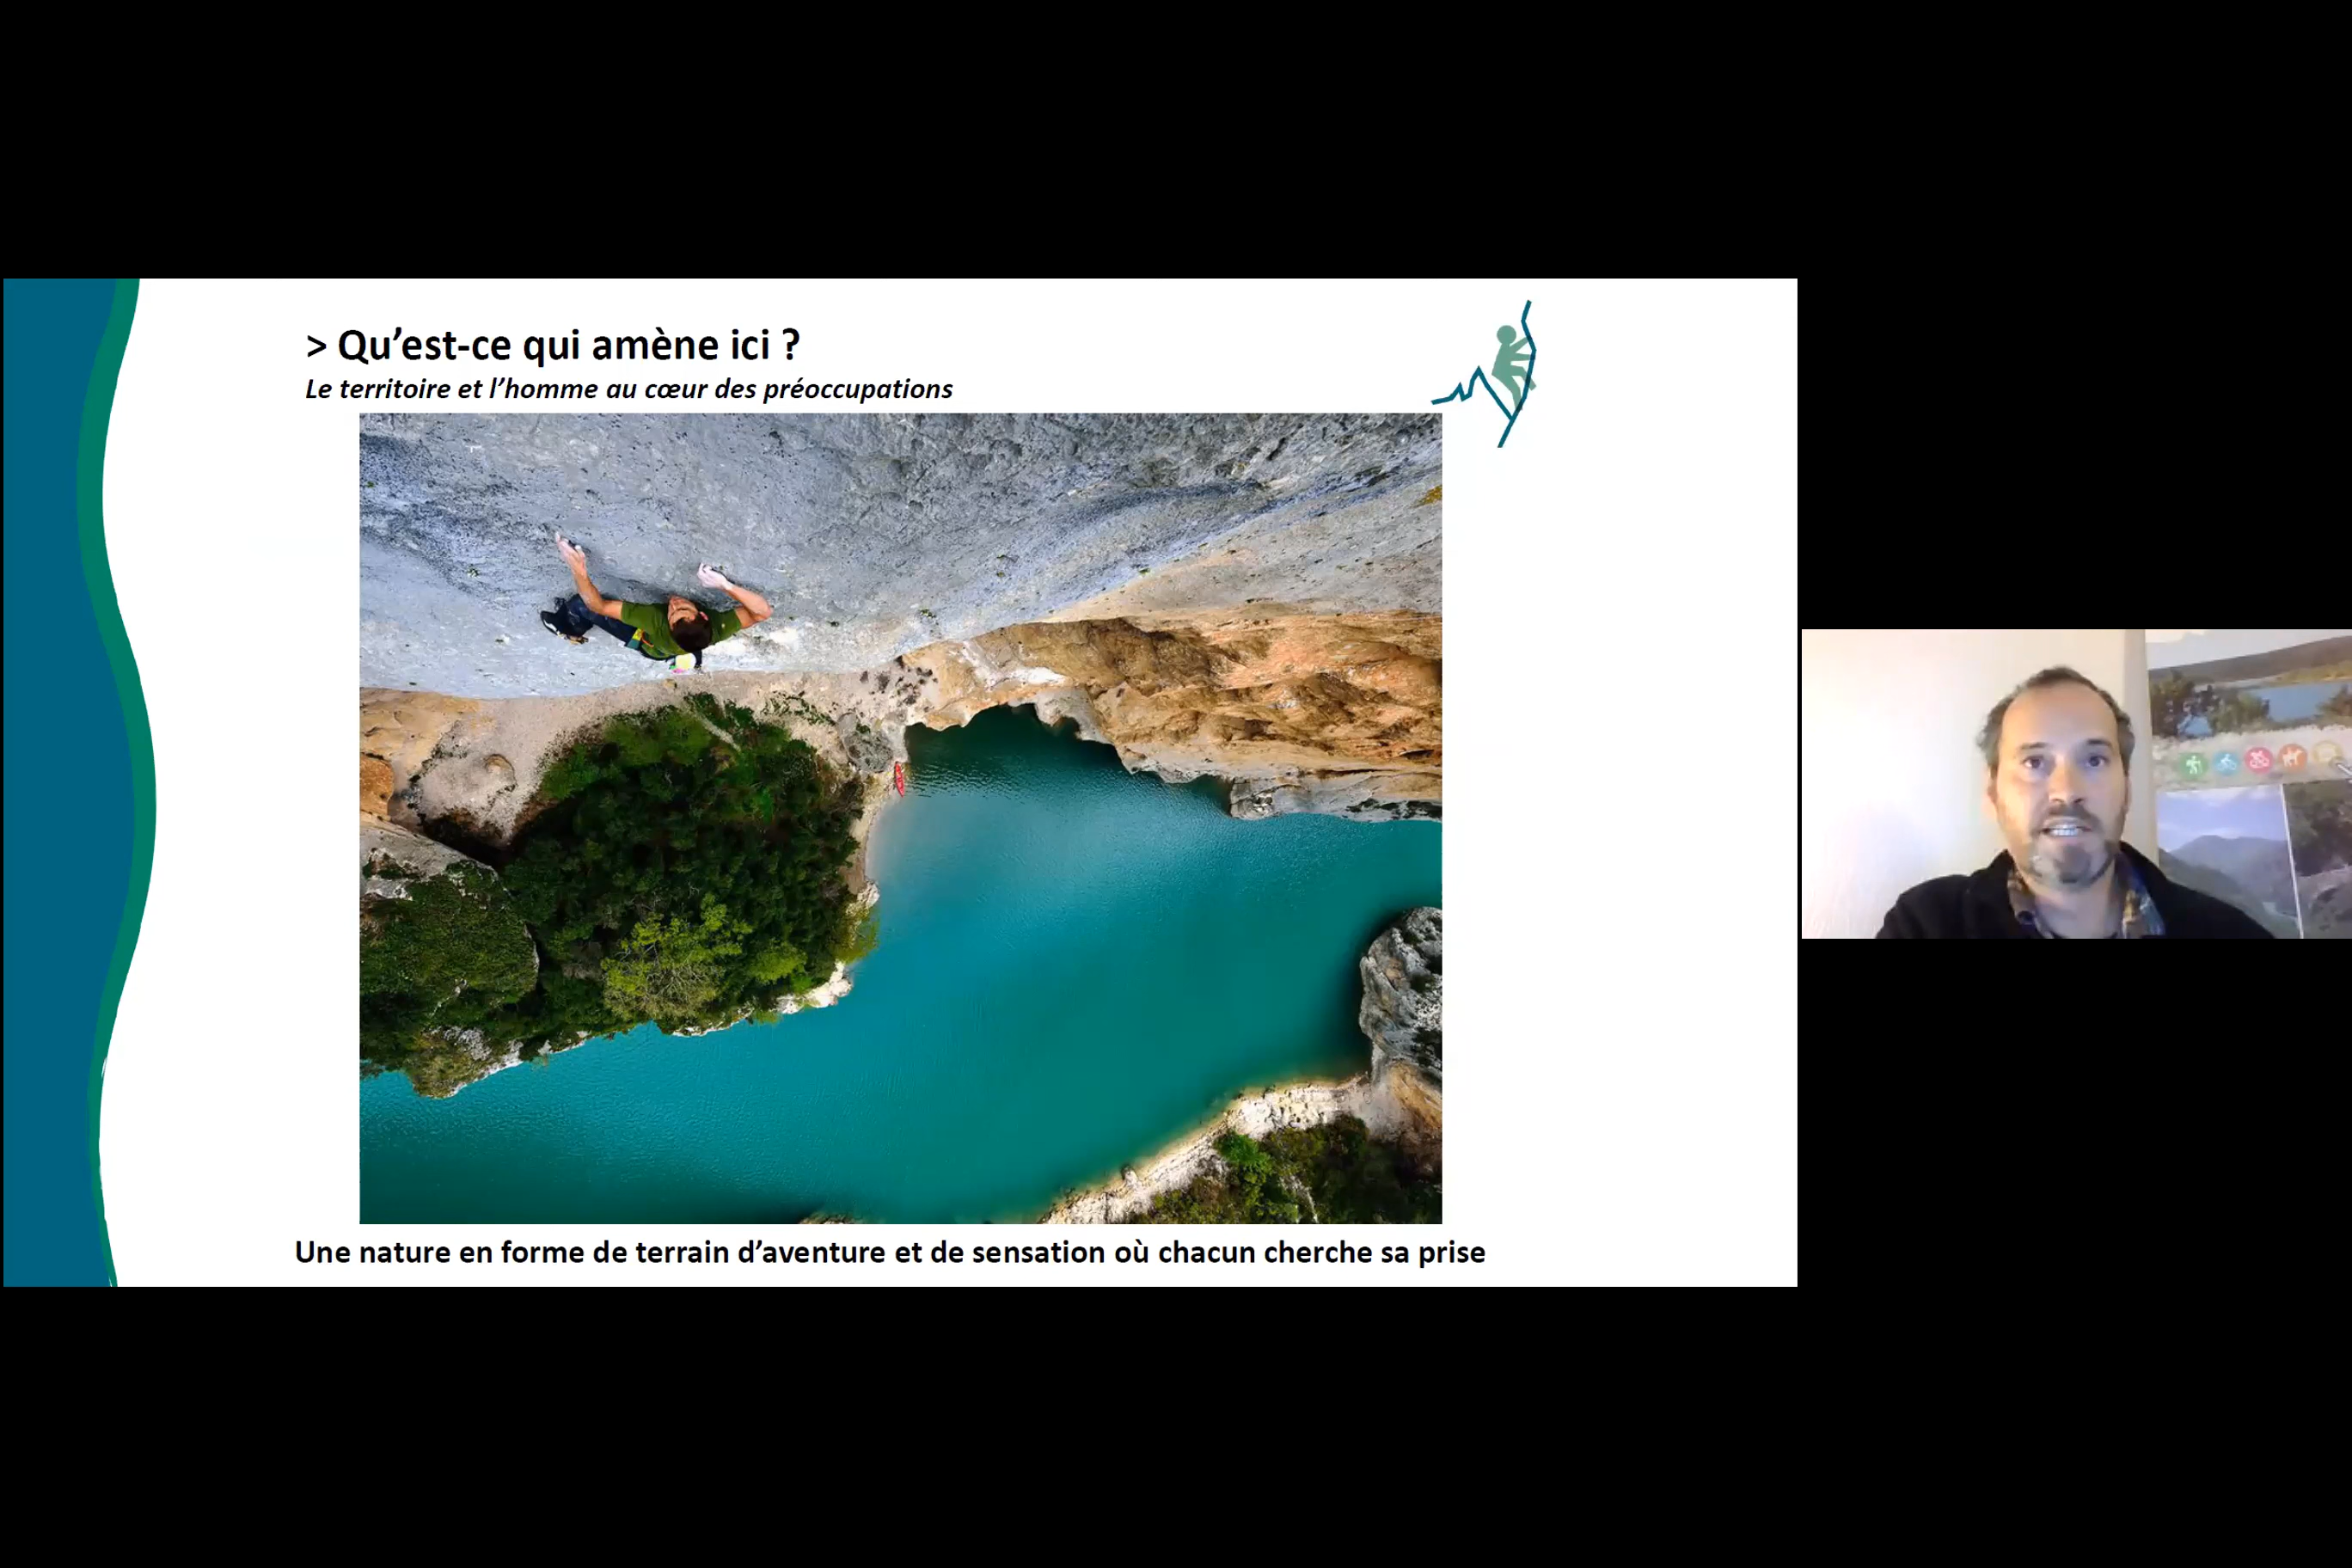 > Qu’est-ce qui amène ici ?
Le territoire et l’homme au cœur des préoccupations
Une nature en forme de terrain d’aventure et de sensation où chacun cherche sa prise